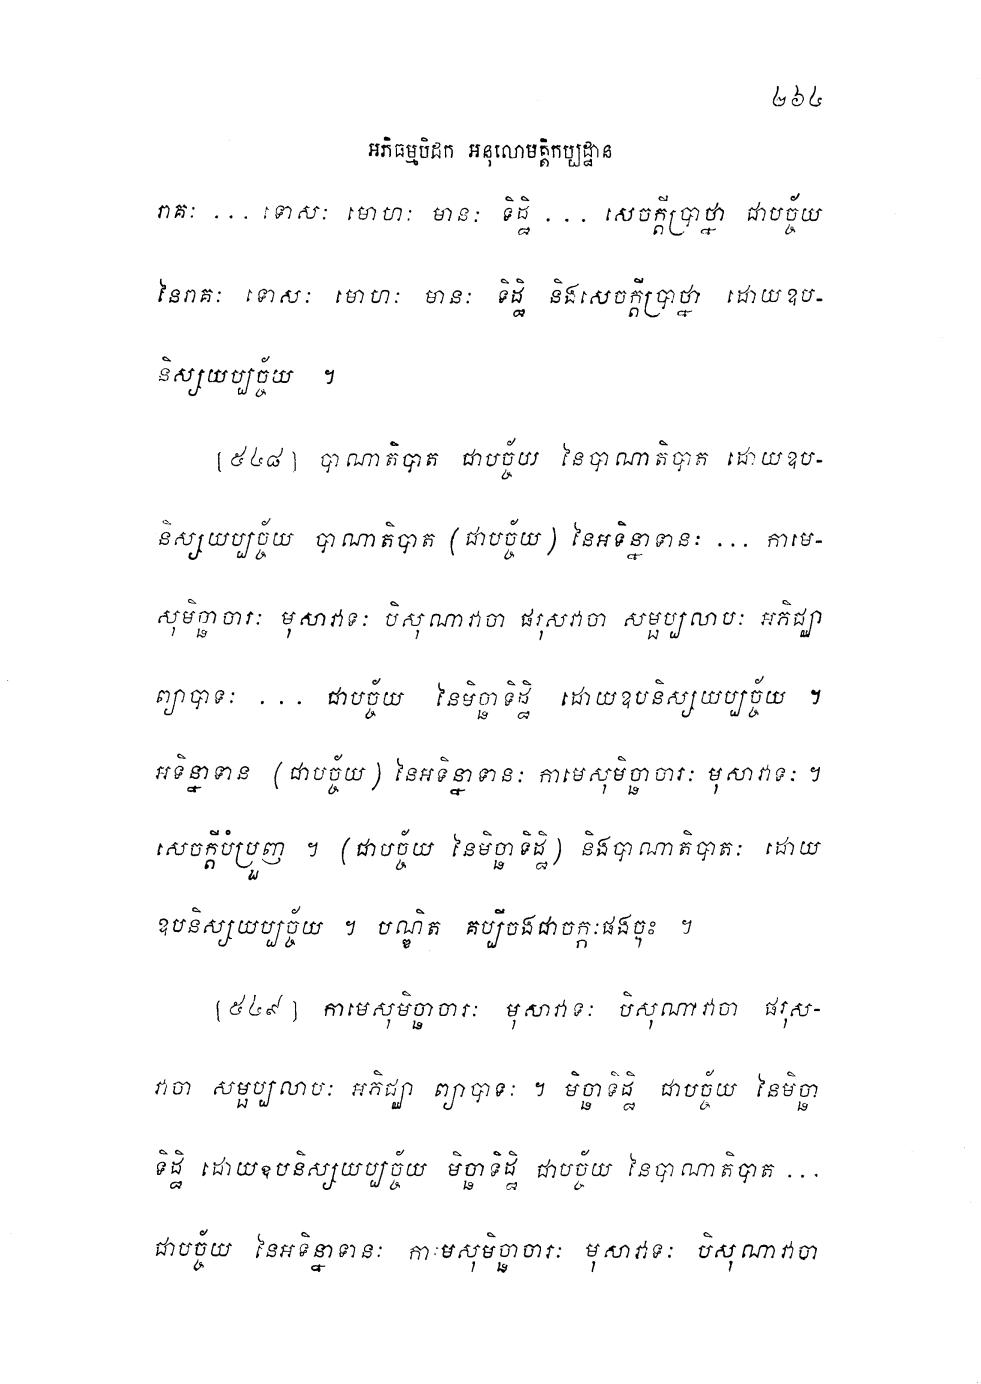 ២៦៤
អភិធម្មបិដក អនុលោមត្តិកប្បដ្ឋាន
រាគៈ ... ទោសៈ មោហៈ មានៈ ទិដ្ឋិ ... សេចក្តីប្រាថ្នា ជាបច្ច័យ
នៃរាគៈ ទោសៈ មោហៈ មានៈ ទិដ្ឋិ និងសេចក្តីប្រាថ្នា ដោយឧប-
និស្សយប្បច្ច័យ ។
[៥៤៨] បាណាតិបាត ជាបច្ច័យ នៃបាណាតិបាត ដោយឧប-
និស្សយប្បច្ច័យ បាណាតិបាត (ជាបច្ច័យ) នៃអទិន្នាទានៈ ... កាមេ-
សុមិច្ឆាចារៈ មុសាវាទៈ បិសុណាវាចា ផរុសវាចា សម្ផប្បលាបៈ អភិជ្ឈា
ព្យាបាទៈ ... ជាបច្ច័យ នៃមិច្ឆាទិដ្ឋិ ដោយឧបនិស្សយប្បច្ច័យ ។
អទិន្នាទាន (ជាបច្ច័យ) នៃអទិន្នាទានៈ កាមេសុមិច្ឆាចារៈ មុសាវាទៈ ។
សេចក្តីបំប្រួញ ។ (ជាបច្ច័យ នៃមិច្ឆាទិដ្ឋិ) និងបាណាតិបាតៈ ដោយ
ឧបនិស្សយប្បច្ច័យ ។ បណ្ឌិត គប្បីចងជាចក្កៈផងចុះ ។
[៥៤៩] កាមេសុមិច្ឆាចារៈ មុសាវាទៈ បិសុណាវាចា ផរុស-
វាចា សម្ផប្បលាបៈ អភិជ្ឈា ព្យាបាទៈ ។ មិច្ឆាទិដ្ឋិ ជាបច្ច័យ នៃមិច្ឆា
ទិដ្ឋិ ដោយឧបនិស្សយប្បច្ច័យ មិច្ឆាទិដ្ឋិ ជាបច្ច័យ នៃបាណាតិបាត ...
ជាបច្ច័យ នៃអទិន្នាទានៈ កាមេសុមិច្ឆាចារៈ មុសាវាទៈ បិសុណាវាចា